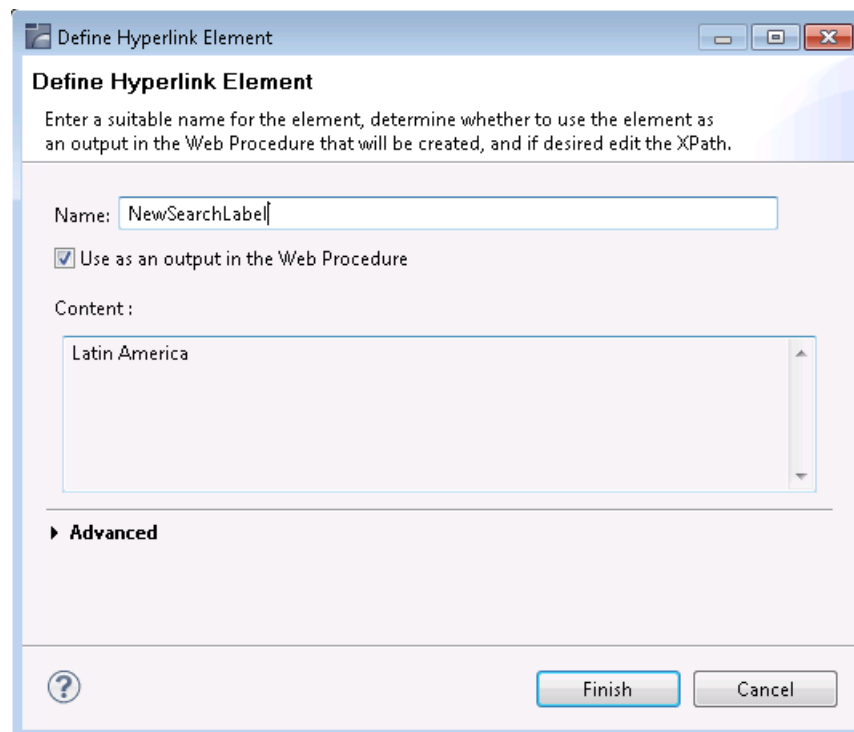 Define Hyperlink Element
Define Hyperlink Element
Enter a suitable name for the element, determine whether to use the element as
an output in the Web Procedure that will be created, and if desired edit the XPath.
Name: NewSearchLabel
Use as an output in the Web Procedure
Content :
Latin America
Advanced
?
Finish Cancel